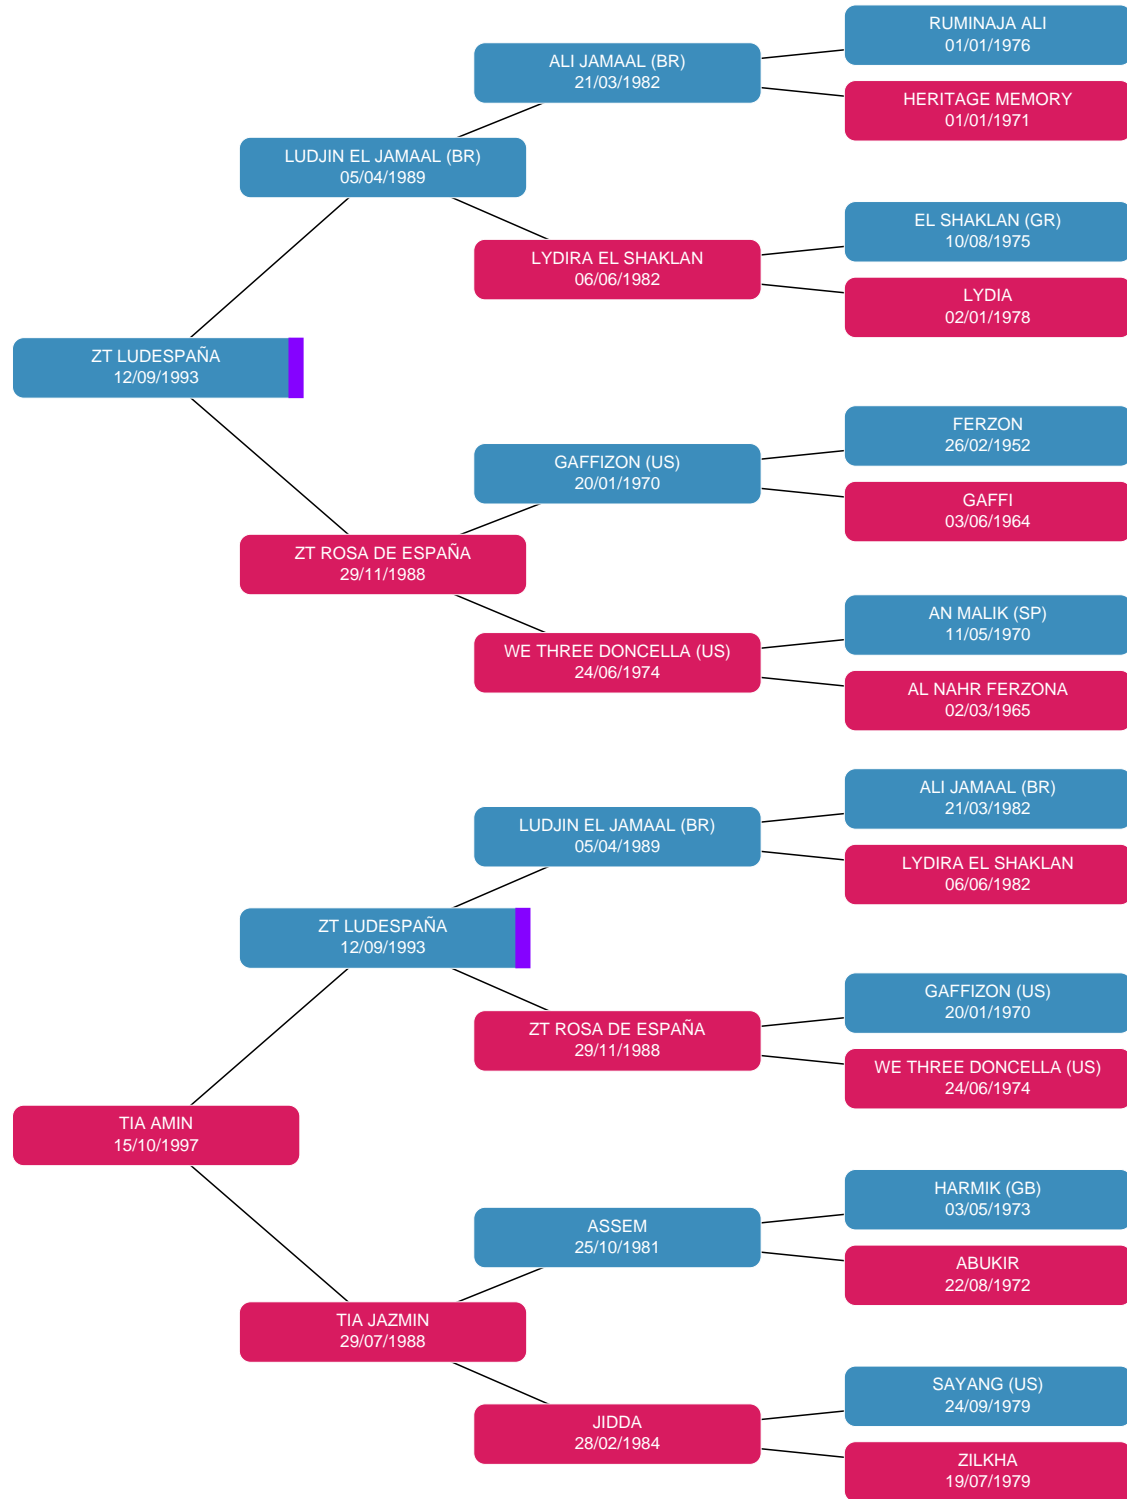 RUMINAJA ALI
01/01/1976
ALI JAMAAL (BR)
21/03/1982
HERITAGE MEMORY
01/01/1971
LUDJIN EL JAMAAL (BR)
05/04/1989
EL SHAKLAN (GR)
10/08/1975
LYDIRA EL SHAKLAN
06/06/1982
LYDIA
02/01/1978
ZT LUDESPAÑA
12/09/1993
FERZON
26/02/1952
GAFFIZON (US)
20/01/1970
GAFFI
03/06/1964
ZT ROSA DE ESPAÑA
29/11/1988
AN MALIK (SP)
11/05/1970
WE THREE DONCELLA (US)
24/06/1974
AL NAHR FERZONA
02/03/1965
ALI JAMAAL (BR)
21/03/1982
LUDJIN EL JAMAAL (BR)
05/04/1989
LYDIRA EL SHAKLAN
06/06/1982
ZT LUDESPAÑA
12/09/1993
GAFFIZON (US)
20/01/1970
ZT ROSA DE ESPAÑA
29/11/1988
WE THREE DONCELLA (US)
24/06/1974
TIA AMIN
15/10/1997
HARMIK (GB)
03/05/1973
ASSEM
25/10/1981
ABUKIR
22/08/1972
TIA JAZMIN
29/07/1988
SAYANG (US)
24/09/1979
JIDDA
28/02/1984
ZILKHA
19/07/1979